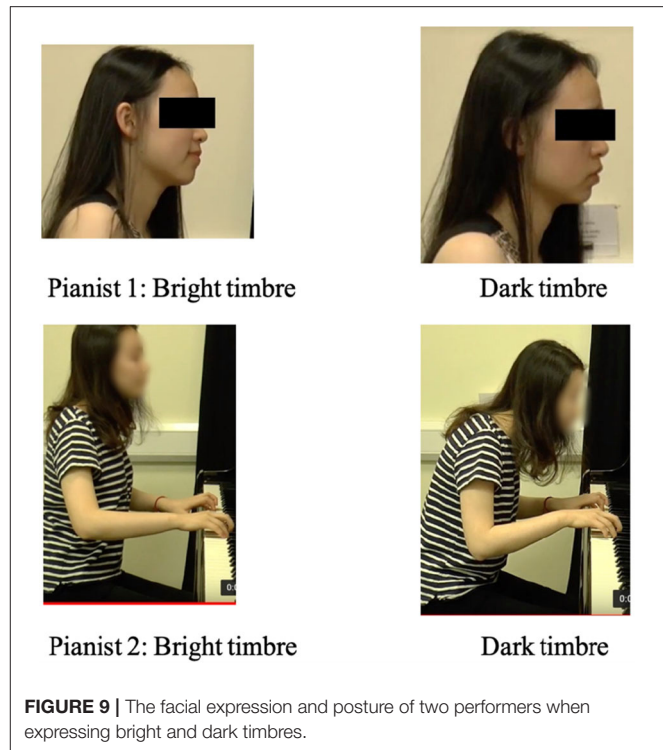 Pianist 1: Bright timbre
Dark timbre
Pianist 2: Bright timbre
Dark timbre
FIGURE 9 | The facial expression and posture of two performers when
expressing bright and dark timbres.